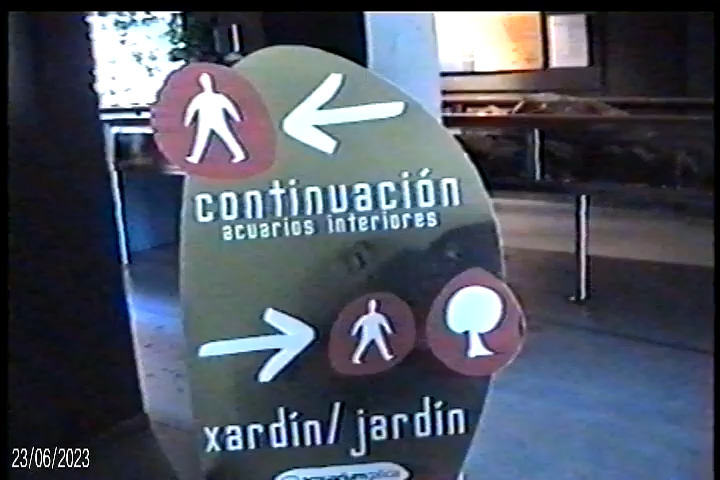 continuación
acuarios interiores
xardín/ jardín
23/06/2023